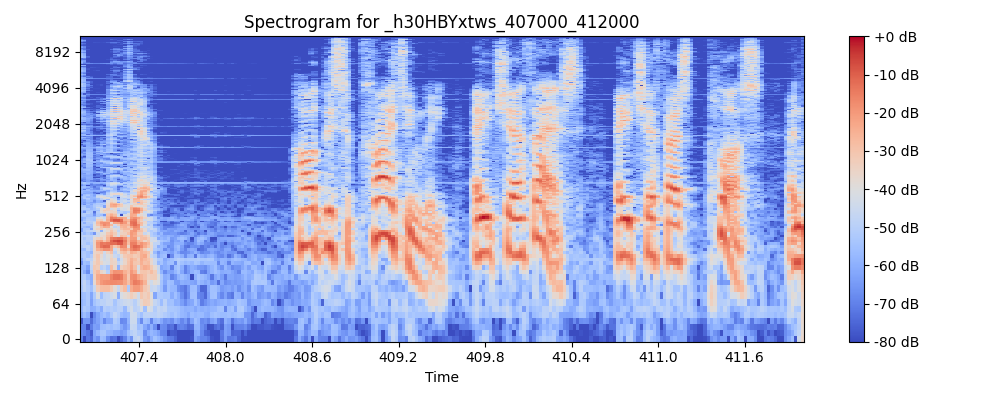 Spectrogram for _h30HBYxtws_407000_412000
Hz
8192
4096
2048
1024
512
256
128
64
0
407.4 408.0 408.6 409.2 409.8 410.4 411.0 411.6
Time
+0 dB
-10 dB
-20 dB
-30 dB
-40 dB
-50 dB
-60 dB
-70 dB
-80 dB